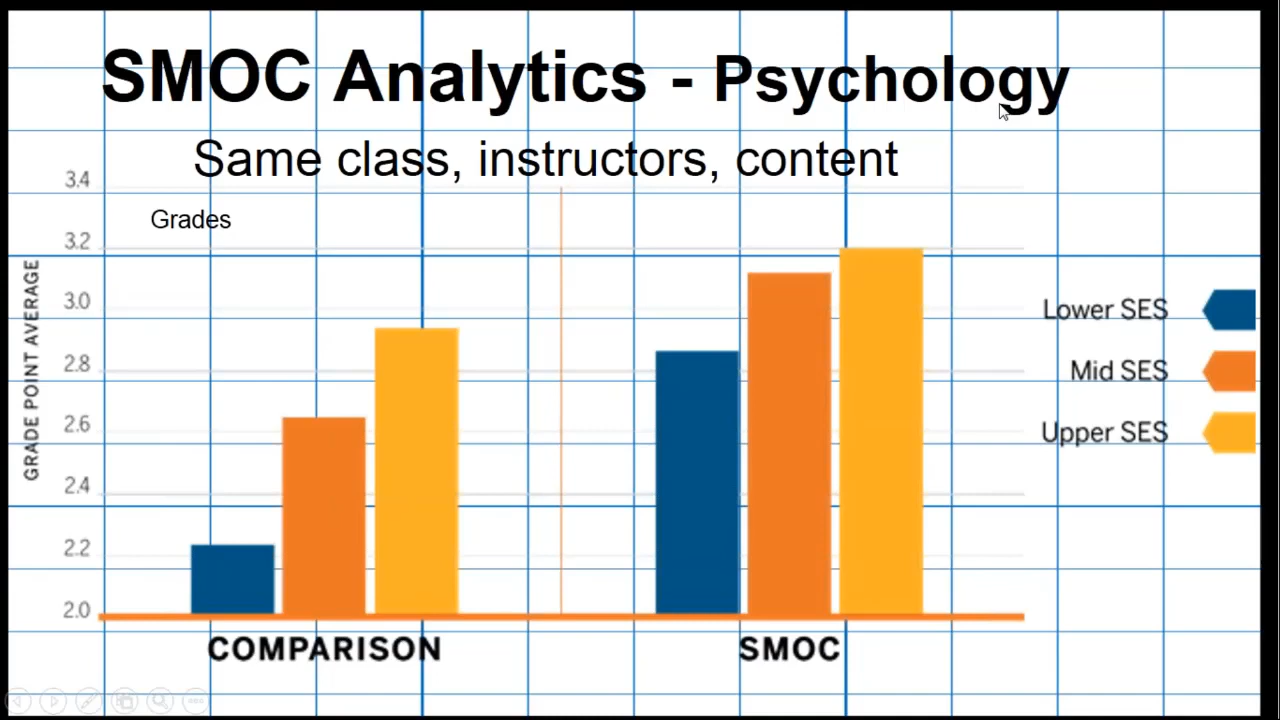 SMOC Analytics - Psychology
Same class, instructors, content
3.4
Grades
3.2
3.0
2.8
2.6
2.4
2.2
2.0
GRADE POINT AVERAGE
Lower SES
Mid SES
Upper SES
COMPARISON
SMOC